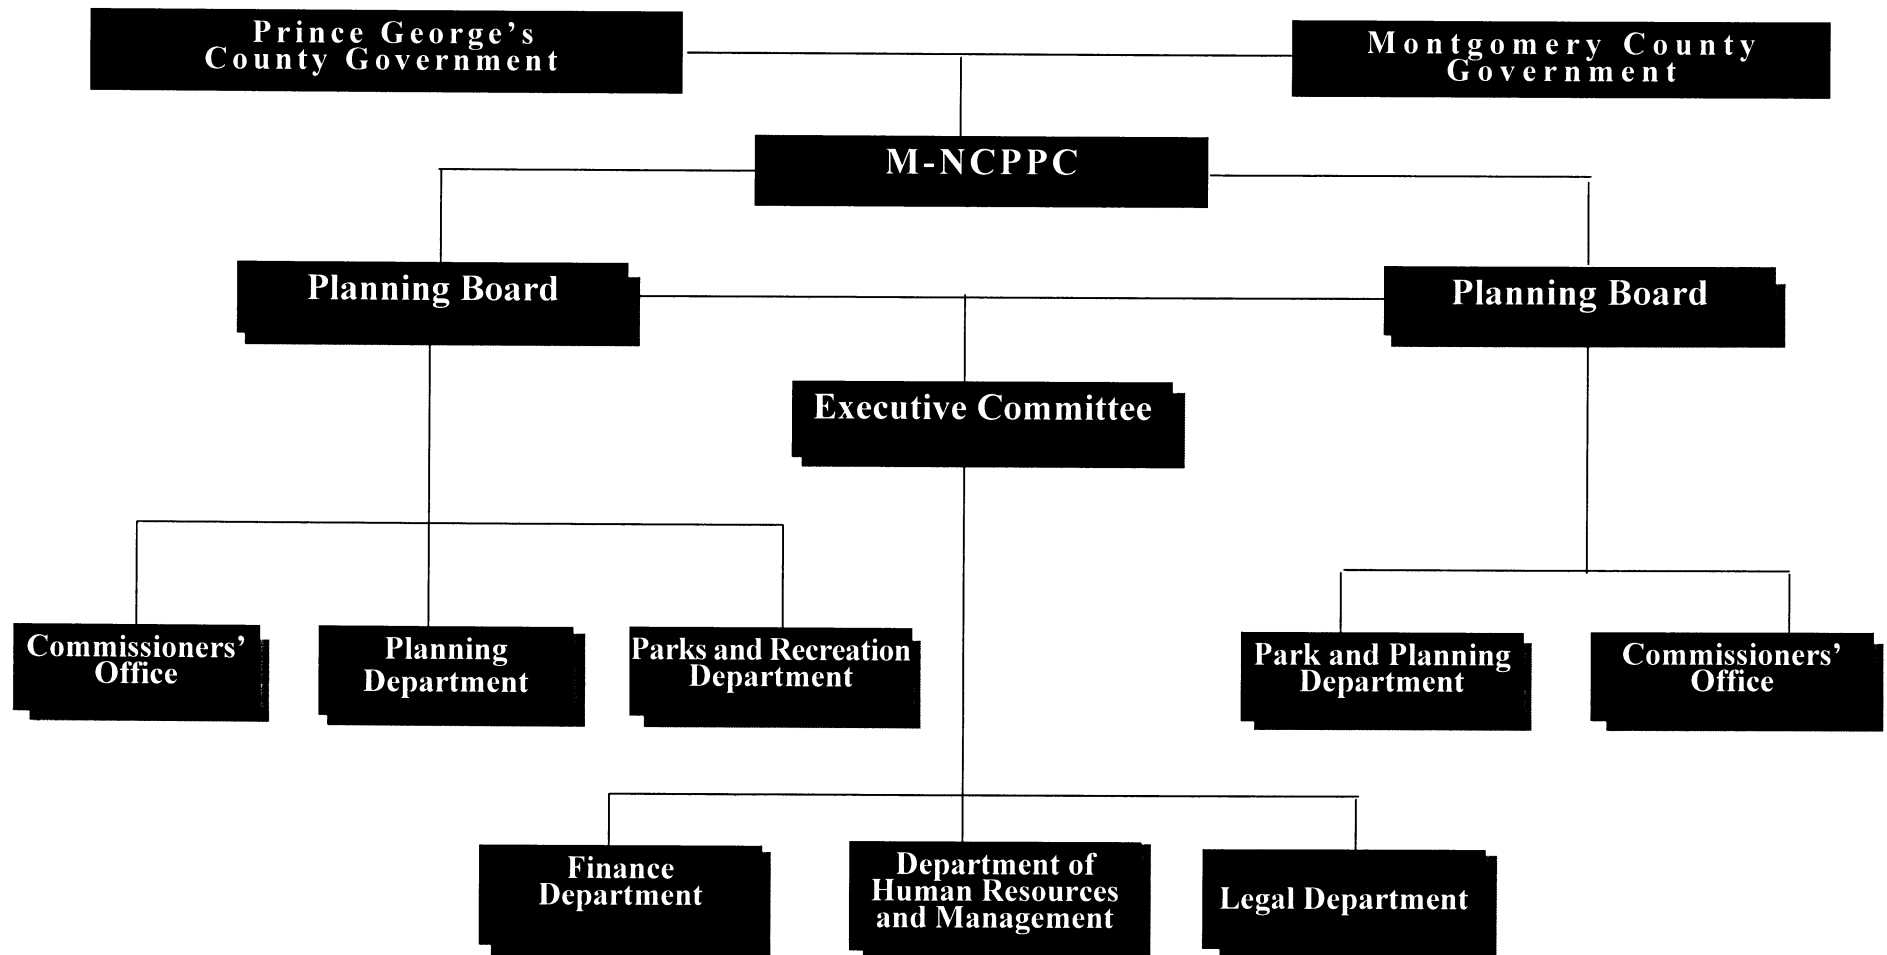 Prince George's
County Government
Montgomery County
Government
M-NCPPC
Planning Board
Planning Board
Executive Committee
Commissioners'
Office
Planning
Department
Parks and Recreation
Department
Park and Planning
Department
Commissioners'
Office
Finance
Department
Department of
Human Resources
and Management
Legal Department